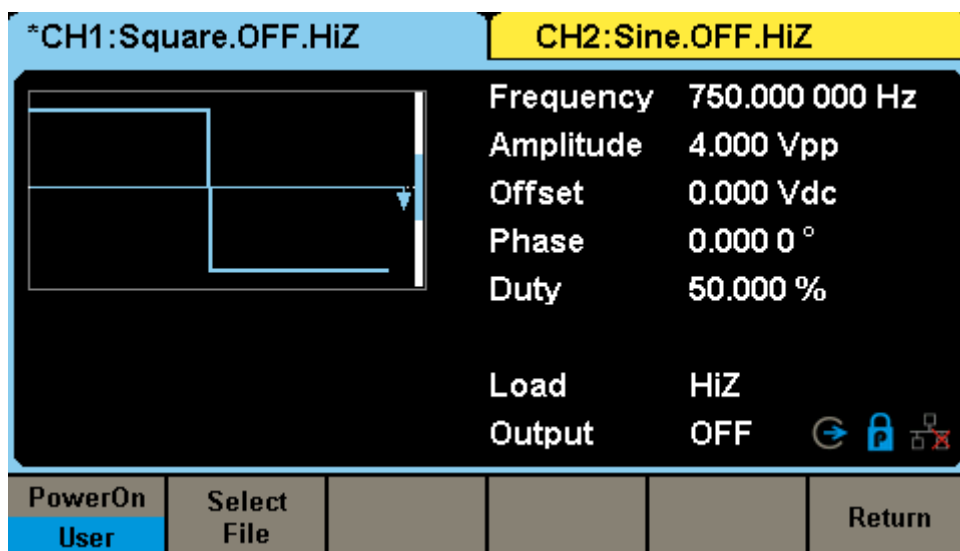 *CH1:Square.OFF.HiZ CH2:Sine.OFF.HiZ
Frequency 750.000 000 Hz
Amplitude 4.000 Vpp
Offset 0.000 Vdc
Phase 0.000 0 °
Duty 50.000 %
Load HiZ
Output OFF P
PowerOn
User
Select
File
Return